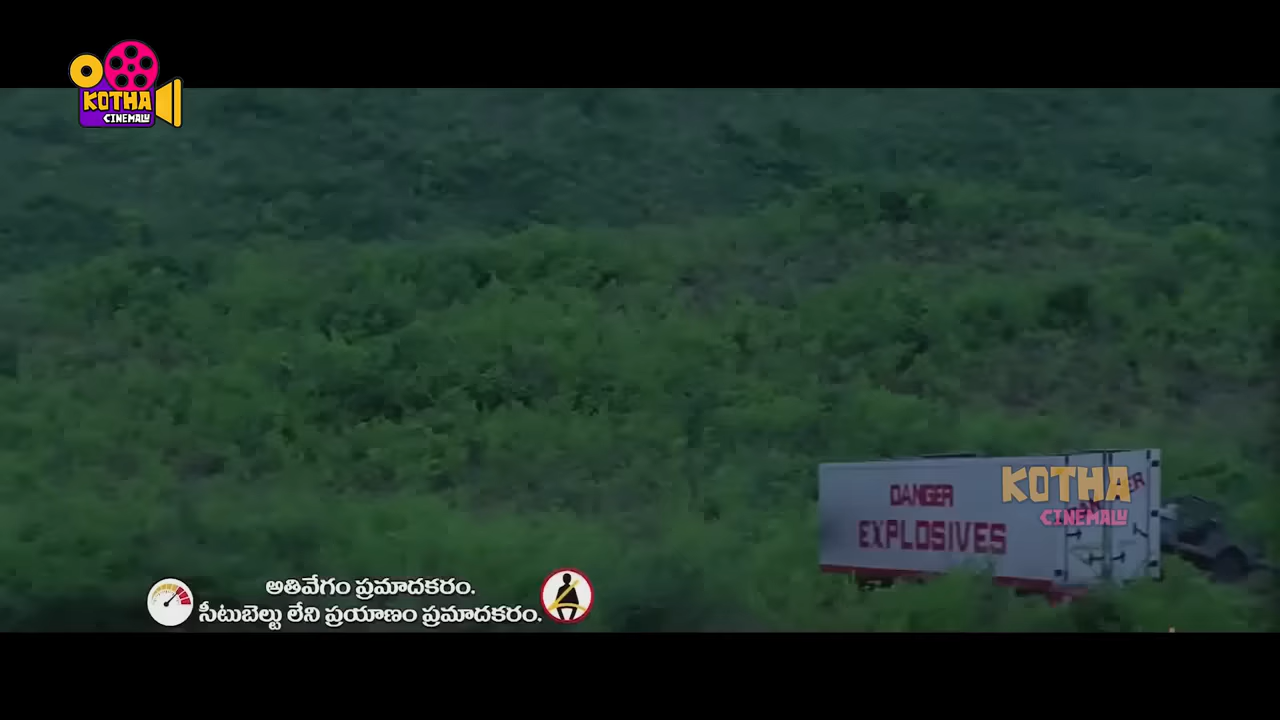 KOTHA
CINEMALU
DANGER
EXPLOSIVES
KOTHA
CINEMALU
అతివేగం ప్రమాదకరం.
సీటుబెల్టు లేని ప్రయాణం ప్రమాదకరం.